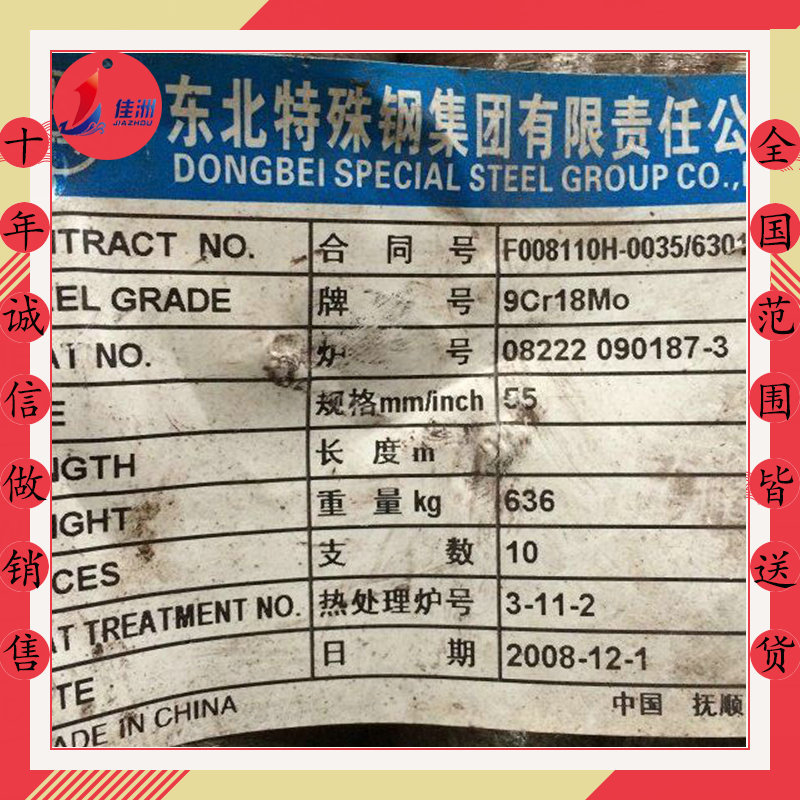 佳洲
JIAZHOU
东北特殊钢集团有限责任公
DONGBEI SPECIAL STEEL GROUP CO.,
NTRACT NO. 合同号 F008110H-0035/6301
EEL GRADE 牌号 9Cr18Mo
AT NO. 炉号 08222 090187-3
E 规格mm/inch 55
NGTH 长度m
IGHT 重量kg 636
CES 支数 10
AT TREATMENT NO. 热处理炉号 3-11-2
TE 日期 2008-12-1
ADE IN CHINA 中国 抚顺
十年诚信做销售
全国范围皆送货